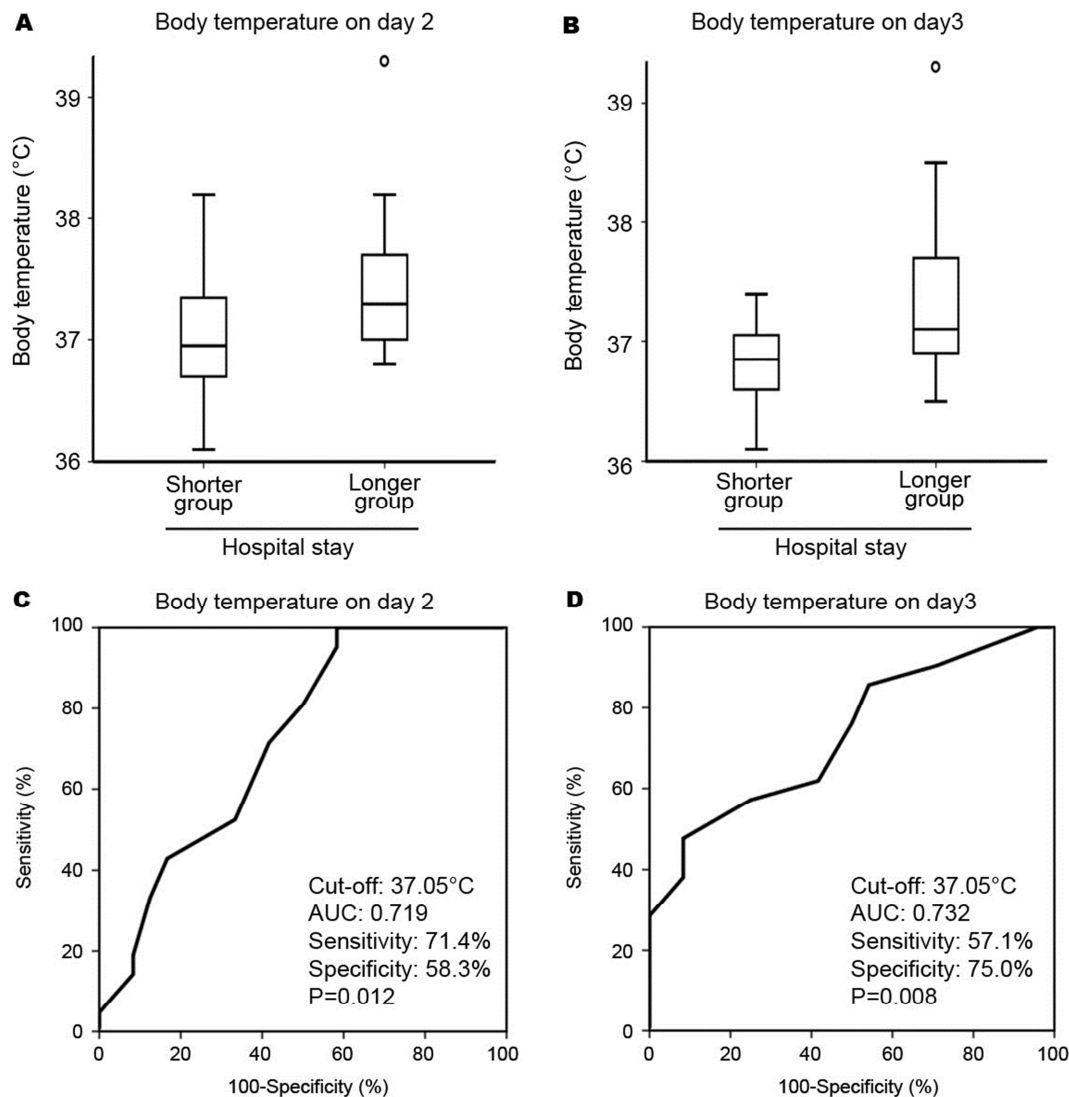 A
Body temperature on day 2
Body temperature (°C)
39
38
37
36
Shorter
group
Longer
group
Hospital stay
B
Body temperature on day3
Body temperature (°C)
39
38
37
36
Shorter
group
Longer
group
Hospital stay
C
Body temperature on day 2
Sensitivity (%)
100
80
60
40
20
0
Cut-off: 37.05°C
AUC: 0.719
Sensitivity: 71.4%
Specificity: 58.3%
P=0.012
0 20 40 60 80 100
100-Specificity (%)
D
Body temperature on day3
Sensitivity (%)
100
80
60
40
20
0
Cut-off: 37.05°C
AUC: 0.732
Sensitivity: 57.1%
Specificity: 75.0%
P=0.008
0 20 40 60 80 100
100-Specificity (%)